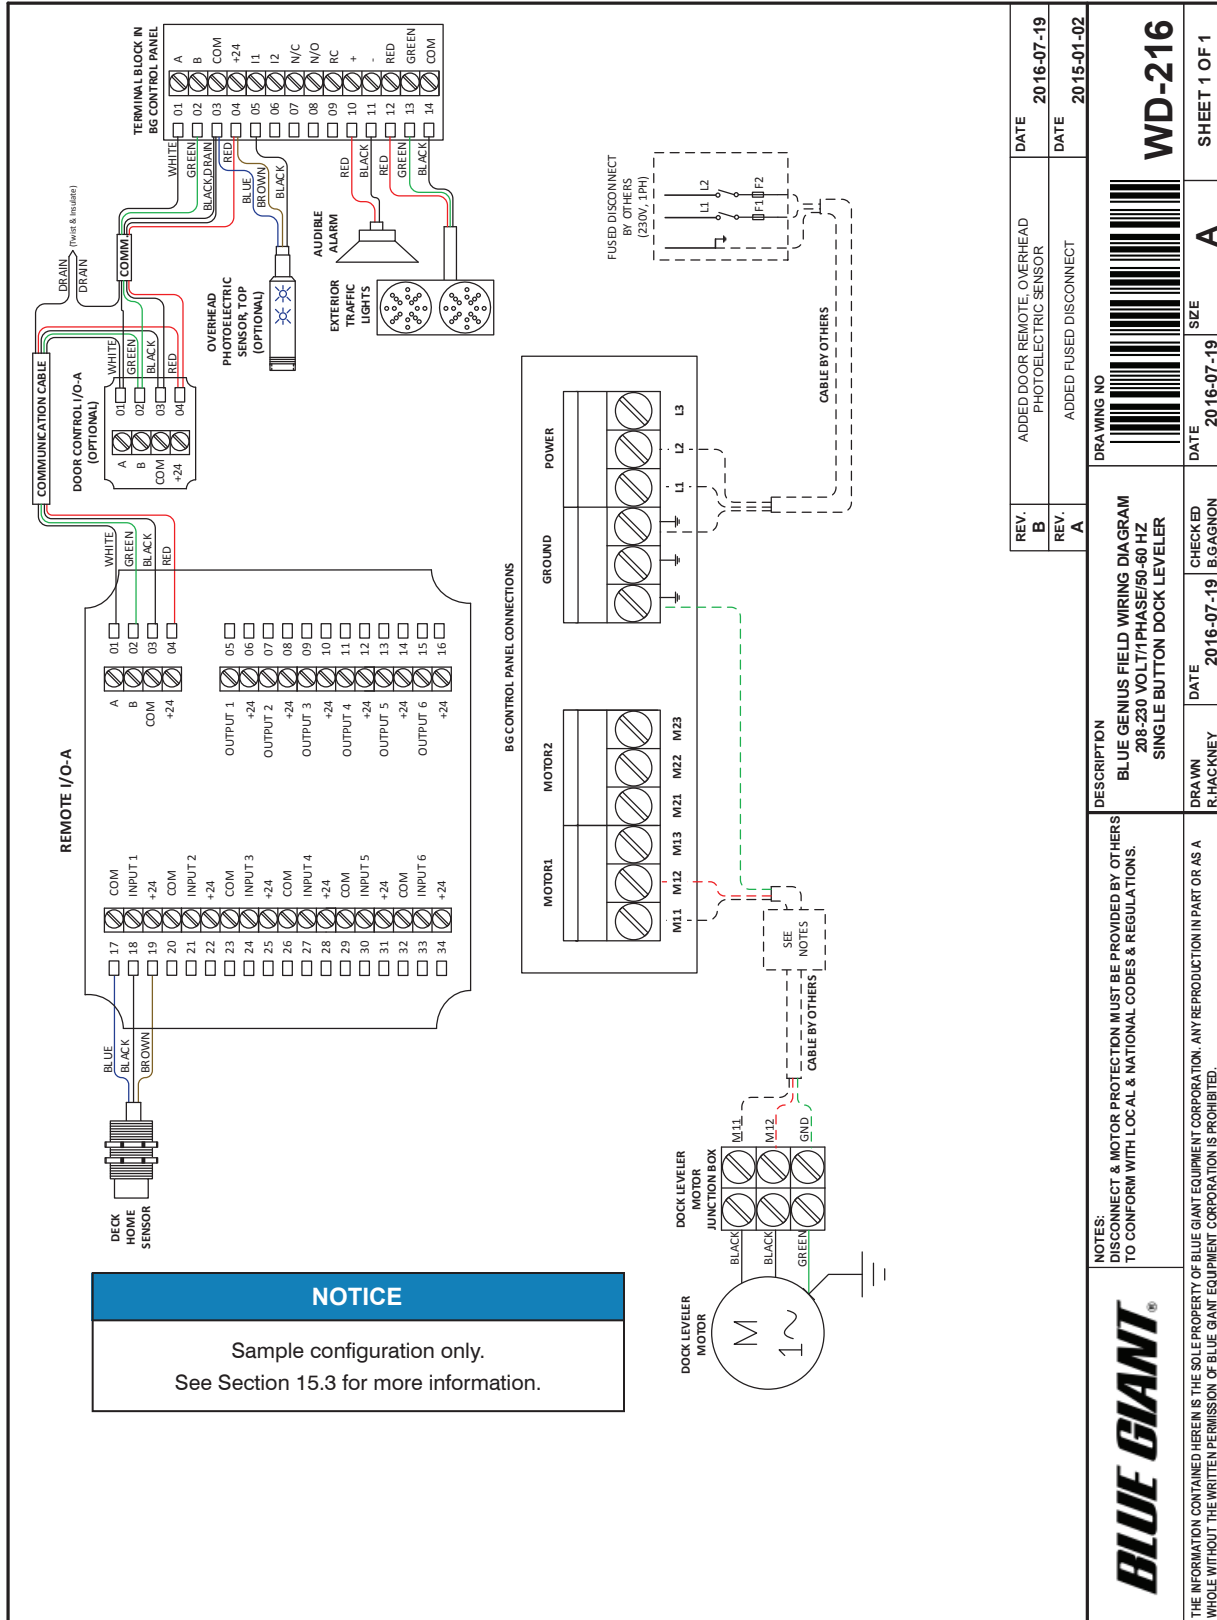 REMOTE I/O-A
DECK
HOME
SENSOR
BLUE
BLACK
BROWN
17 COM
18 INPUT 1
19 +24
20 COM
21 INPUT 2
22 +24
23 COM
24 INPUT 3
25 +24
26 COM
27 INPUT 4
28 +24
29 COM
30 INPUT 5
31 +24
32 COM
33 INPUT 6
34 +24
A 01 WHITE
B 02 GREEN
COM 03 BLACK
+24 04 RED
OUTPUT 1 05
+24 06
OUTPUT 2 07
+24 08
OUTPUT 3 09
+24 10
OUTPUT 4 11
+24 12
OUTPUT 5 13
+24 14
OUTPUT 6 15
+24 16
COMMUNICATION CABLE
DOOR CONTROL I/O-A
(OPTIONAL)
A 01 WHITE
B 02 GREEN
COM 03 BLACK
+24 04 RED
DRAIN
DRAIN
(Twist & Insulate)
COMM.
TERMINAL BLOCK IN
BG CONTROL PANEL
WHITE 01 A
GREEN 02 B
BLACK,DRAIN 03 COM
RED 04 +24
BLUE
BROWN
BLACK 05 I1
06 I2
07 N/C
08 N/O
09 RC
RED 10 +
BLACK 11 -
RED 12 RED
GREEN 13 GREEN
BLACK 14 COM
OVERHEAD
PHOTOELECTRIC
SENSOR, TOP
(OPTIONAL)
AUDIBLE
ALARM
EXTERIOR
TRAFFIC
LIGHTS
BG CONTROL PANEL CONNECTIONS
MOTOR1
MOTOR2
GROUND
POWER
M11
M12
M13
M21
M22
M23
L1
L2
L3
FUSED DISCONNECT
BY OTHERS
(230V, 1PH)
L1
L2
F1
F2
CABLE BY OTHERS
SEE
NOTES
CABLE BY OTHERS
DOCK LEVELER
MOTOR
JUNCTION BOX
M11
M12
GND
BLACK
BLACK
GREEN
DOCK LEVELER
MOTOR
M
1~
NOTICE
Sample configuration only.
See Section 15.3 for more information.
REV.
B
ADDED DOOR REMOTE, OVERHEAD
PHOTOELECTRIC SENSOR
DATE
2016-07-19
REV.
A
ADDED FUSED DISCONNECT
DATE
2015-01-02
BLUE GIANT®
NOTES:
DISCONNECT & MOTOR PROTECTION MUST BE PROVIDED BY OTHERS
TO CONFORM WITH LOCAL & NATIONAL CODES & REGULATIONS.
DESCRIPTION
BLUE GENIUS FIELD WIRING DIAGRAM
208-230 VOLT/1PHASE/50-60 HZ
SINGLE BUTTON DOCK LEVELER
DRAWING NO
WD-216
THE INFORMATION CONTAINED HEREIN IS THE SOLE PROPERTY OF BLUE GIANT EQUIPMENT CORPORATION. ANY REPRODUCTION IN PART OR AS A
WHOLE WITHOUT THE WRITTEN PERMISSION OF BLUE GIANT EQUIPMENT CORPORATION IS PROHIBITED.
DRAWN
R.HACKNEY
DATE
2016-07-19
CHECKED
B.GAGNON
DATE
2016-07-19
SIZE
A
SHEET 1 OF 1